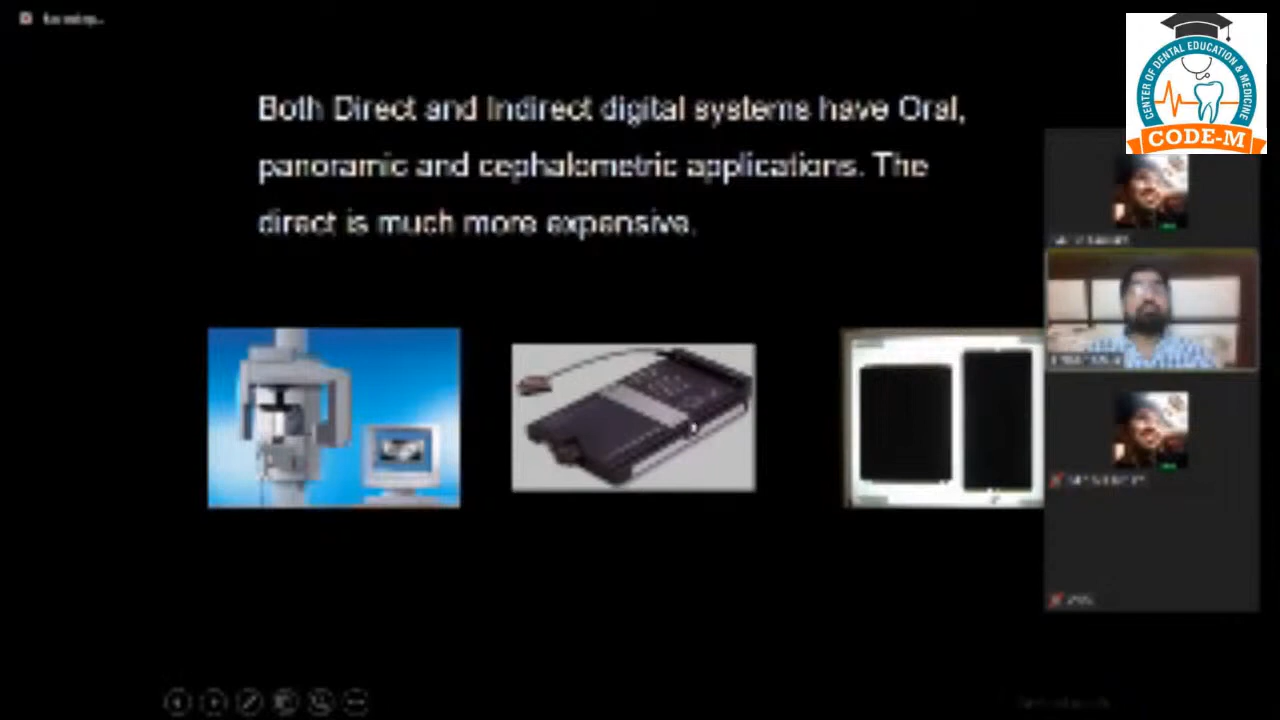 Both Direct and Indirect digital systems have Oral,
panoramic and cephalometric applications. The
direct is much more expensive.
CENTER OF DENTAL EDUCATION & MEDICINE
CODE-M